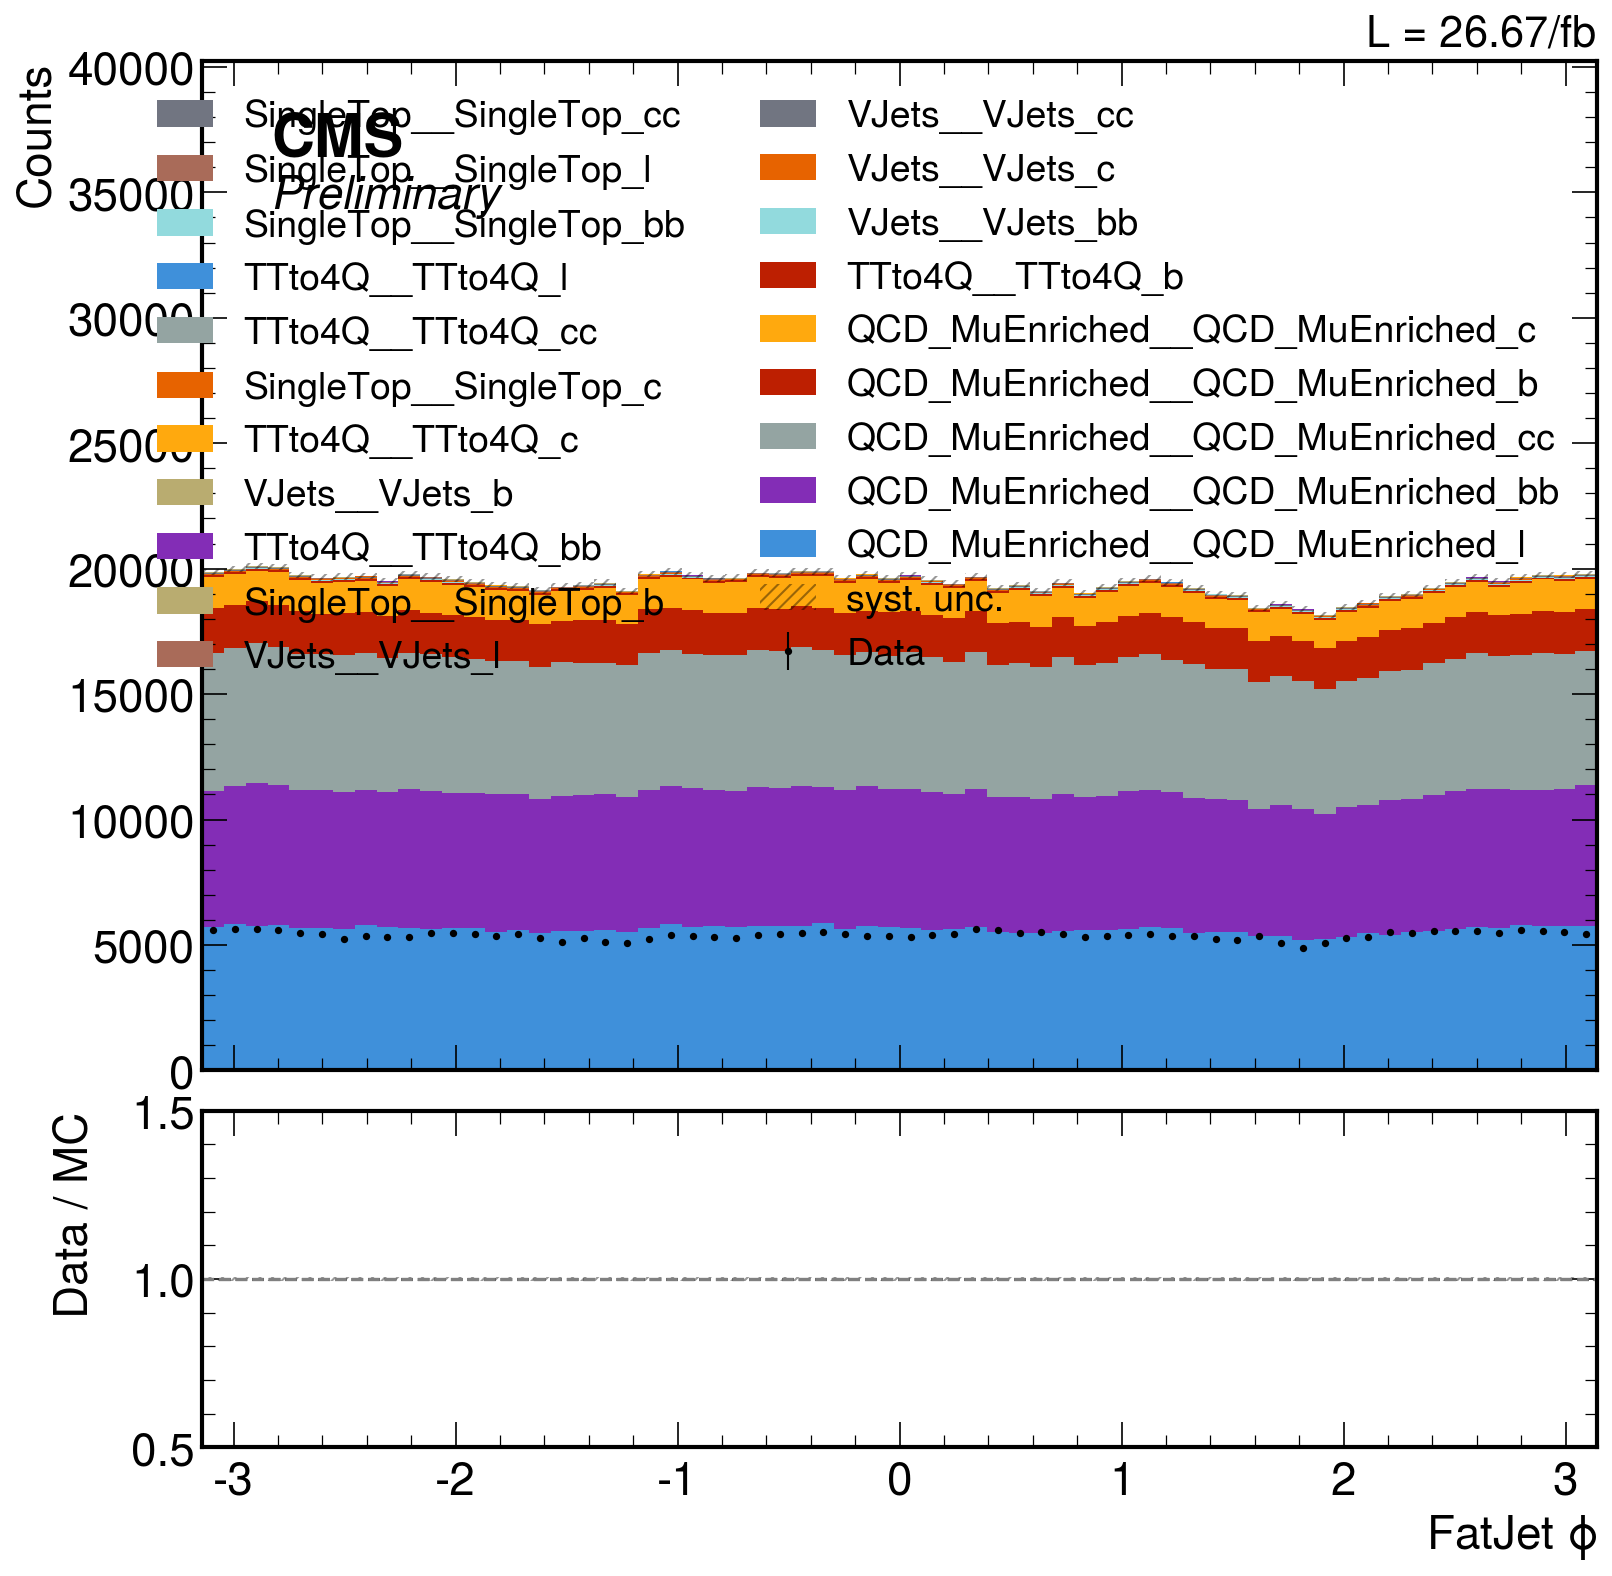 L = 26.67/fb
Counts
40000
35000
30000
25000
20000
15000
10000
5000
0
CMS
Preliminary
SingleTop__SingleTop_cc
SingleTop__SingleTop_l
SingleTop__SingleTop_bb
TTto4Q__TTto4Q_l
TTto4Q__TTto4Q_cc
SingleTop__SingleTop_c
TTto4Q__TTto4Q_c
VJets__VJets_b
TTto4Q__TTto4Q_bb
SingleTop__SingleTop_b
VJets__VJets_l
VJets__VJets_cc
VJets__VJets_c
VJets__VJets_bb
TTto4Q__TTto4Q_b
QCD_MuEnriched__QCD_MuEnriched_c
QCD_MuEnriched__QCD_MuEnriched_b
QCD_MuEnriched__QCD_MuEnriched_cc
QCD_MuEnriched__QCD_MuEnriched_bb
QCD_MuEnriched__QCD_MuEnriched_l
syst. unc.
Data
Data / MC
1.5
1.0
0.5
-3 -2 -1 0 1 2 3
FatJet ϕ